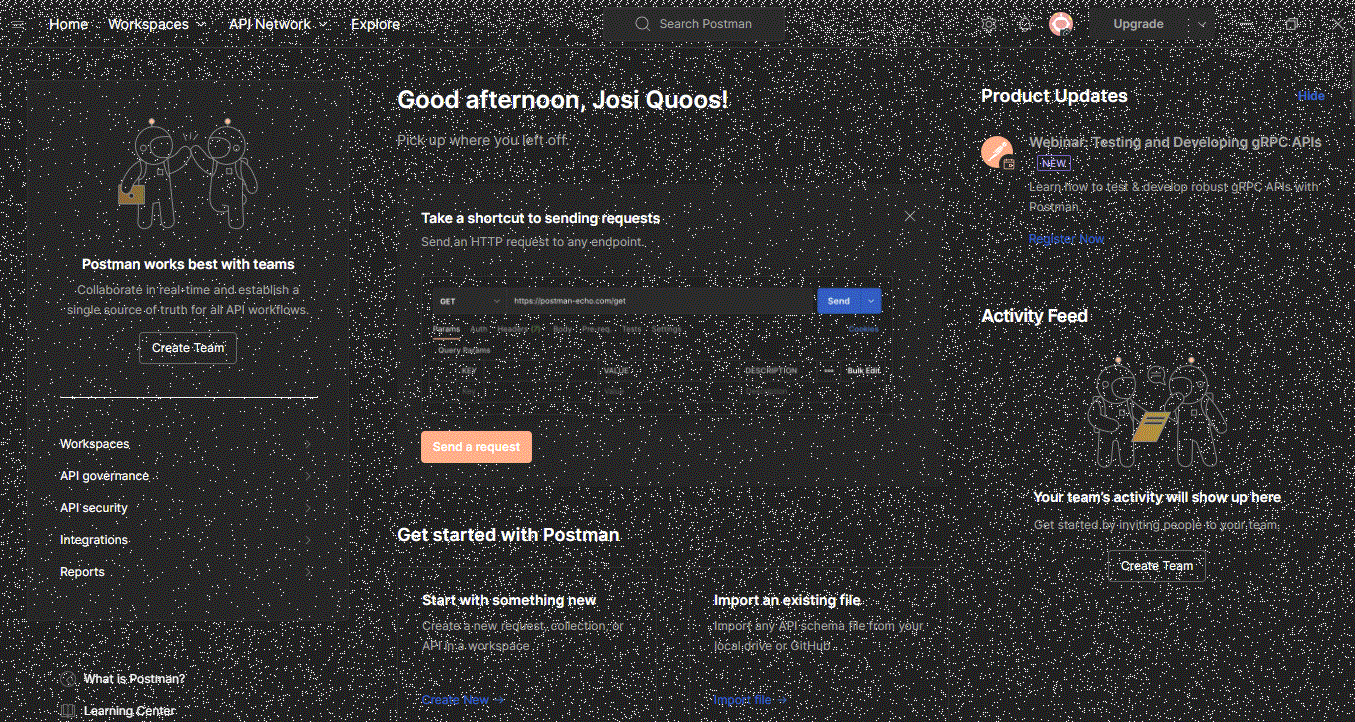 Home Workspaces API Network Explore
Search Postman
Upgrade
Postman works best with teams
Collaborate in real-time and establish a
single source of truth for all API workflows.
Create Team
Workspaces
API governance
API security
Integrations
Reports
What is Postman?
Learning Center
Good afternoon, Josi Quoos!
Pick up where you left off.
Take a shortcut to sending requests
Send an HTTP request to any endpoint.
GET https://postman-echo.com/get Send
Params Auth Headers (7) Body Pre-req. Tests Settings Cookies
Query Params
KEY VALUE DESCRIPTION Bulk Edit
Send a request
Get started with Postman
Start with something new
Create a new request, collection, or
API in a workspace
Create New →
Import an existing file
Import any API schema file from your
local drive or GitHub
Import file →
Product Updates
Hide
Webinar: Testing and Developing gRPC APIs
NEW
Learn how to test & develop robust gRPC APIs with
Postman
Register Now
Activity Feed
Your team's activity will show up here
Get started by inviting people to your team.
Create Team